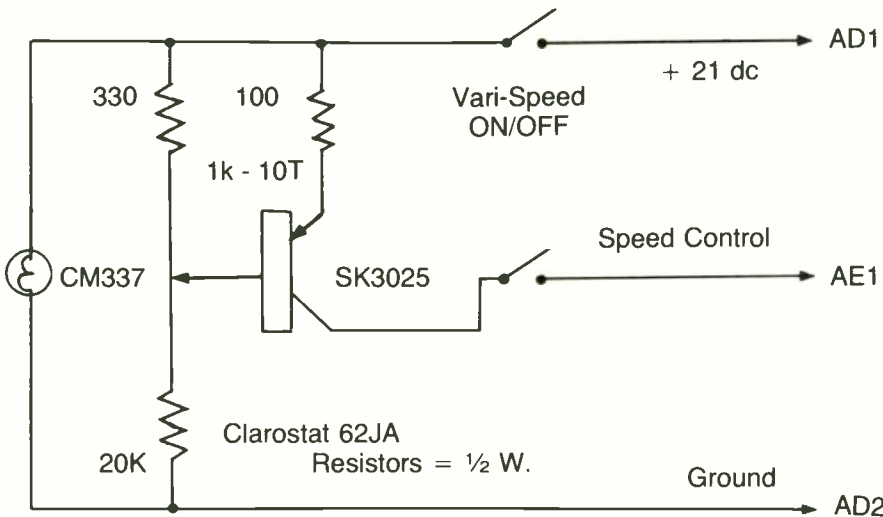 AD1
+ 21 dc
330
100
Vari-Speed
ON/OFF
1k - 10T
Speed Control
CM337
SK3025
AE1
Clarostat 62JA
20K
Resistors = ½ W.
Ground
AD2